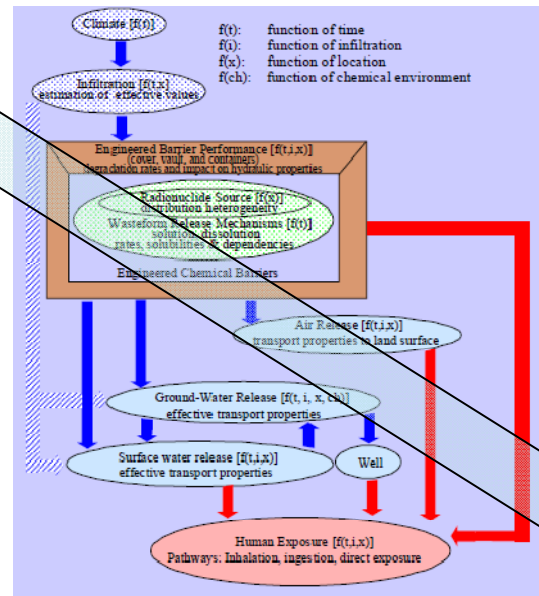 Climate [f(t)]
f(t): function of time
f(i): function of infiltration
f(x): function of location
f(ch): function of chemical environment
Infiltration [f(t,x]
estimation of effective values
Engineered Barrier Performance [f(t,i,x)]
(cover, vault, and containers)
degradation rates and impact on hydraulic properties
Radionuclide Source [f(x)]
distribution heterogeneity
Wasteform Release Mechanisms [f(t)]
solution, dissolution
rates, solubilities & dependencies
Engineered Chemical Barriers
Air Release [f(t,i,x)]
transport properties to land surface
Ground-Water Release [f(t, i, x, ch)]
effective transport properties
Surface water release [f(t,i,x)]
effective transport properties
Well
Human Exposure [f(t,i,x)]
Pathways: Inhalation, ingestion, direct exposure